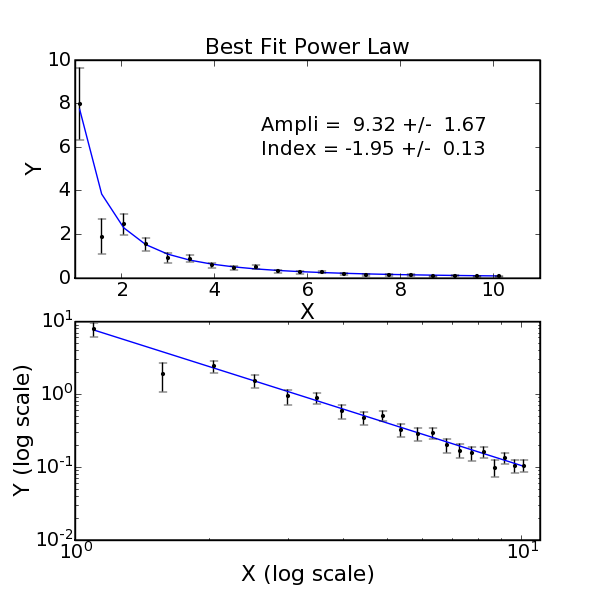 Best Fit Power Law
10
8
6
4
2
0
Y
Ampli =  9.32 +/-  1.67
Index = -1.95 +/-  0.13
2 4 6 8 10
X
10^1
10^0
10^-1
10^-2
Y (log scale)
10^0 10^1
X (log scale)